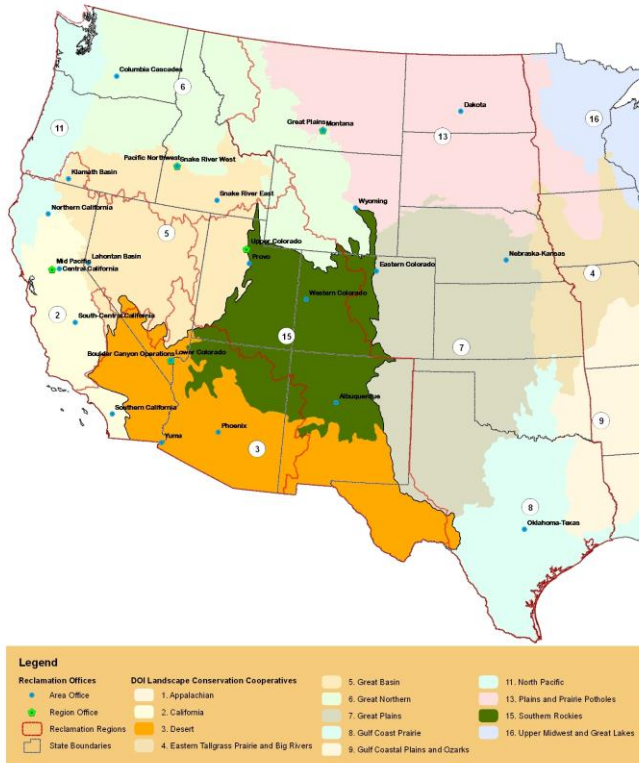 Columbia Cascades
6
Dakota
16
Great Plains
Montana
13
11
Pacific Northwest
Snake River West
Klamath Basin
Snake River East
Wyoming
Northern California
5
Upper Colorado
Provo
Nebraska-Kansas
Mid Pacific
Lahontan Basin
Central California
Eastern Colorado
4
Western Colorado
2
South-Central California
15
7
Boulder Canyon Operations
Lower Colorado
Albuquerque
Southern California
9
Phoenix
Yuma
3
8
Oklahoma-Texas
Legend
Reclamation Offices
Area Office
Region Office
Reclamation Regions
State Boundaries
DOI Landscape Conservation Cooperatives
1. Appalachian
2. California
3. Desert
4. Eastern Tallgrass Prairie and Big Rivers
5. Great Basin
6. Great Northern
7. Great Plains
8. Gulf Coast Prairie
9. Gulf Coastal Plains and Ozarks
11. North Pacific
13. Plains and Prairie Potholes
15. Southern Rockies
16. Upper Midwest and Great Lakes